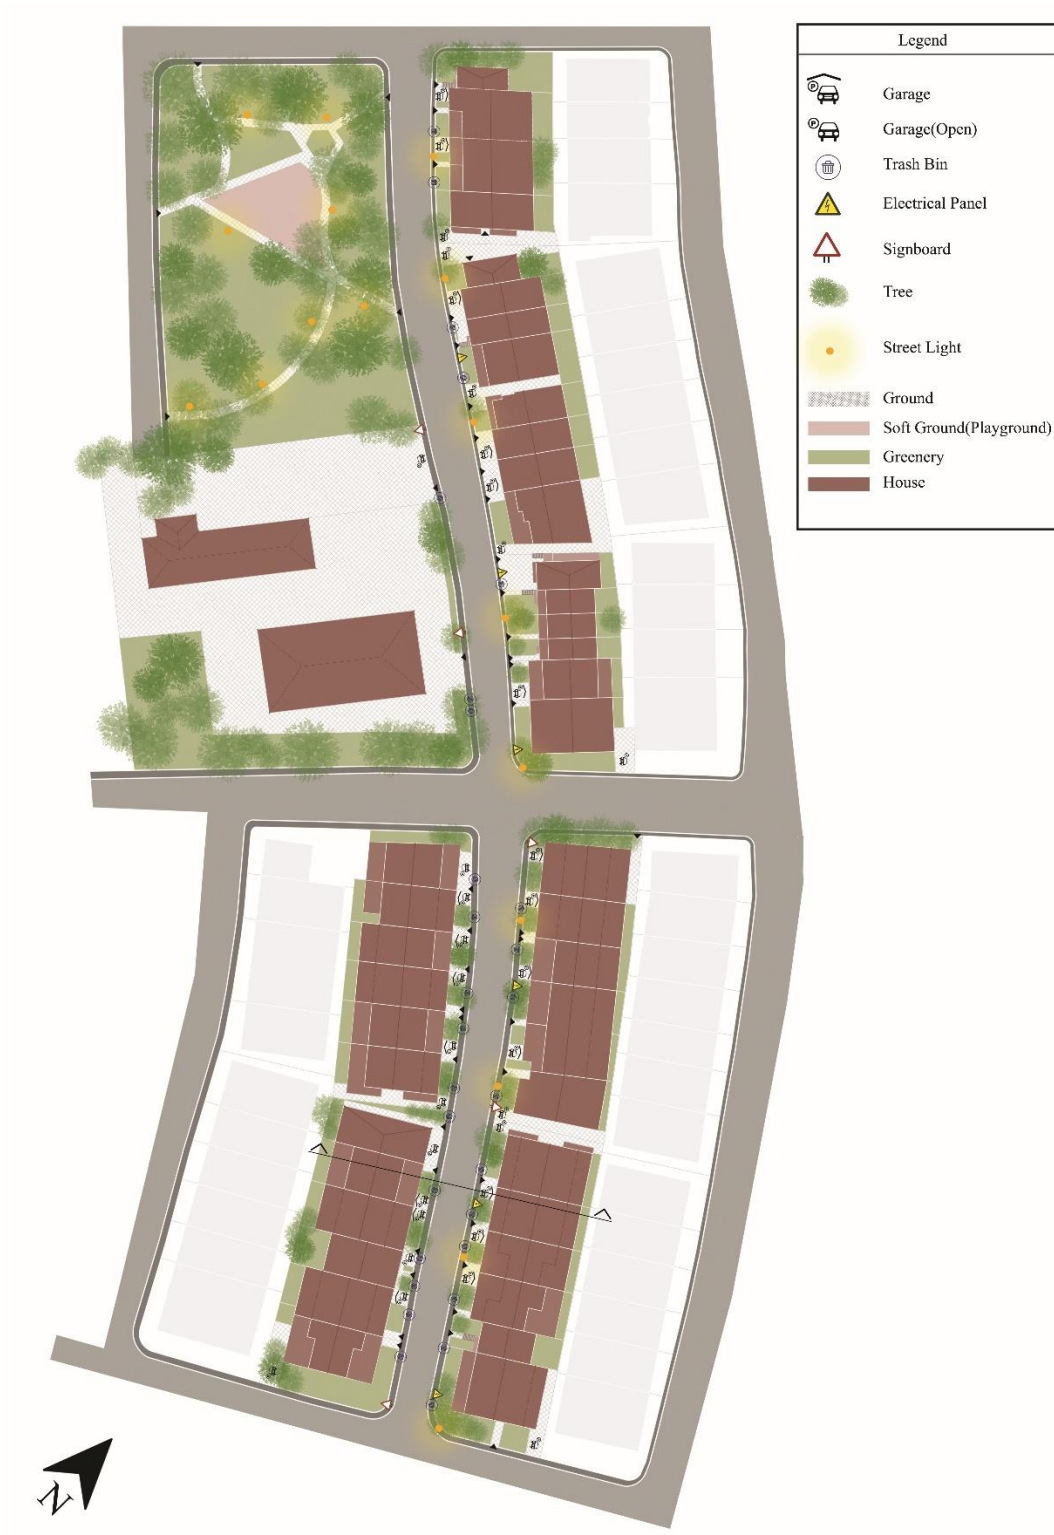 Legend
Garage
Garage(Open)
Trash Bin
Electrical Panel
Signboard
Tree
Street Light
Ground
Soft Ground(Playground)
Greenery
House
N